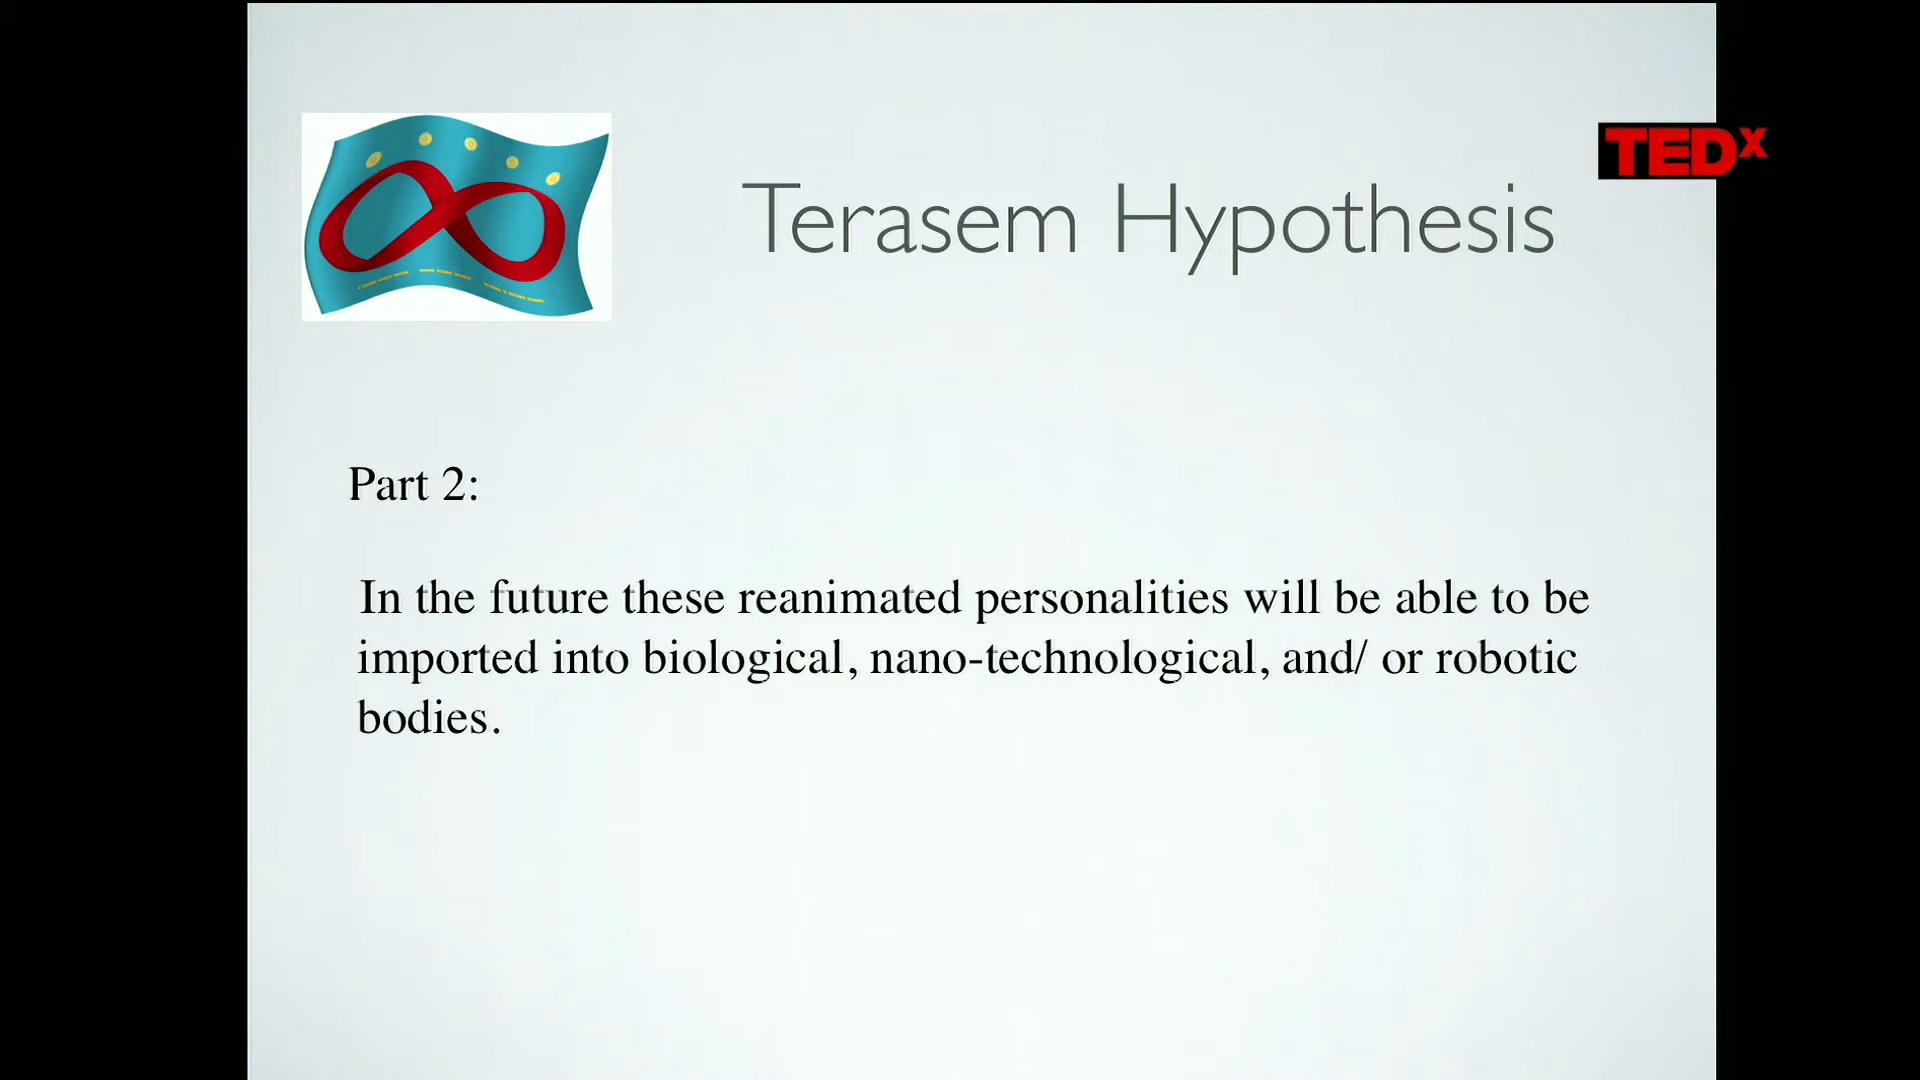 TEDx
Terasem Hypothesis
Part 2:
In the future these reanimated personalities will be able to be
imported into biological, nano-technological, and/ or robotic
bodies.